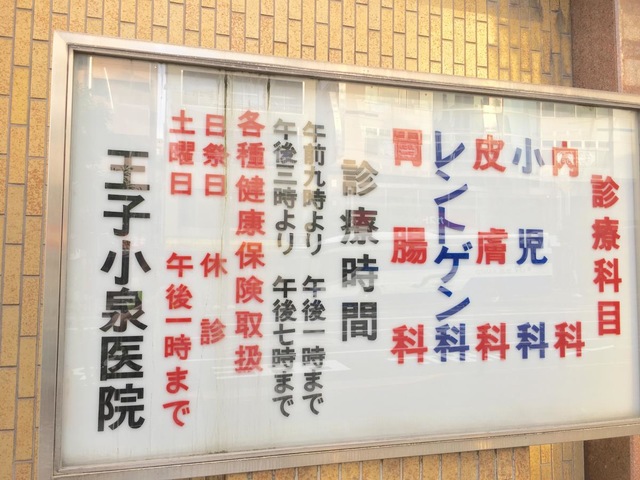 診療科目
内科
小児科
皮膚科
レントゲン科
胃腸科
診療時間
午前九時より 午後一時まで
午後三時より 午後七時まで
各種健康保険取扱
日祭日 休診
土曜日 午後一時まで
王子小泉医院